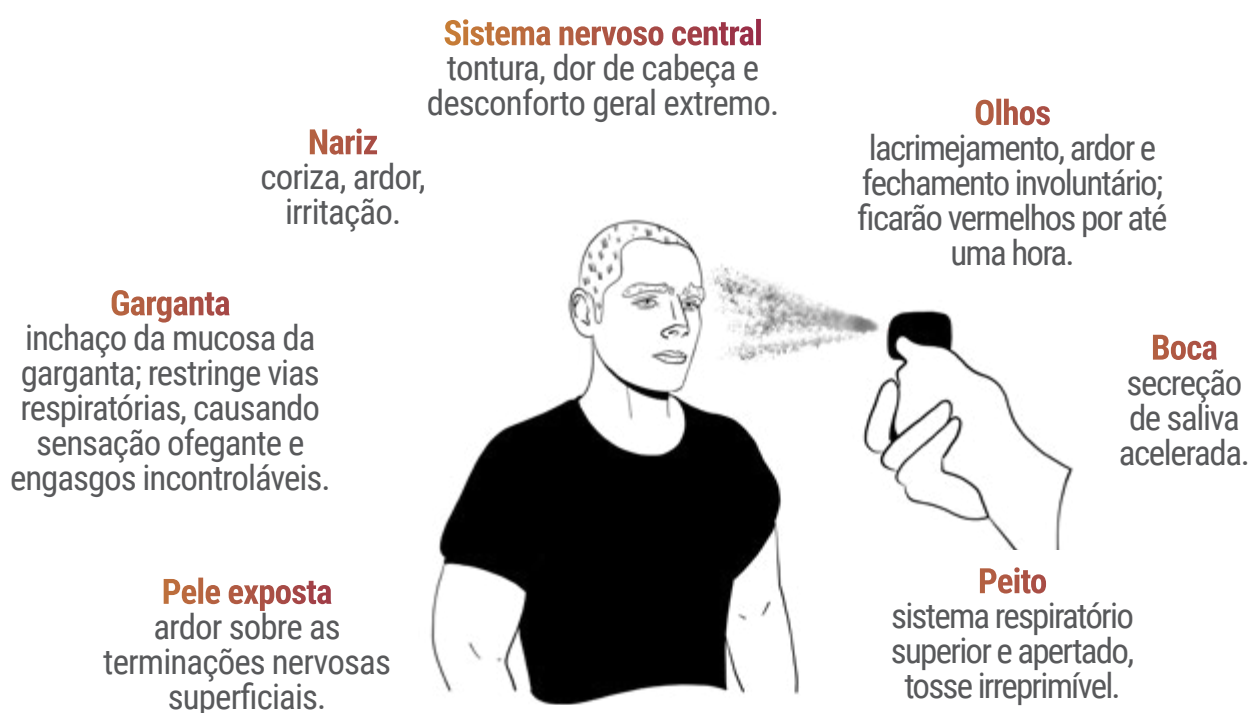 Sistema nervoso central
tontura, dor de cabeça e
desconforto geral extremo.
Nariz
coriza, ardor,
irritação.
Olhos
lacrimejamento, ardor e
fechamento involuntário;
ficarão vermelhos por até
uma hora.
Garganta
inchaço da mucosa da
garganta; restringe vias
respiratórias, causando
sensação ofegante e
engasgos incontroláveis.
Boca
secreção
de saliva
acelerada.
Pele exposta
ardor sobre as
terminações nervosas
superficiais.
Peito
sistema respiratório
superior e apertado,
tosse irreprimível.